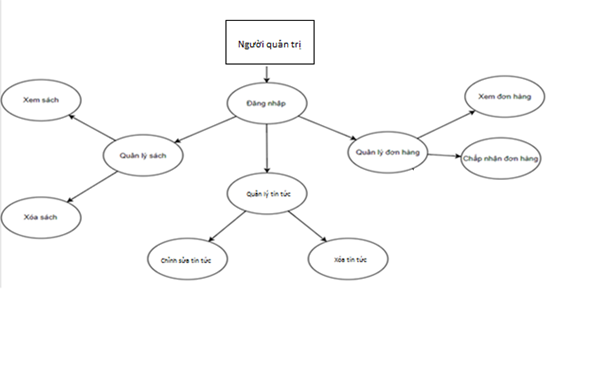 Người quản trị
Đăng nhập
Xem sách
Xem đơn hàng
Quản lý sách
Quản lý đơn hàng
Chấp nhận đơn hàng
Quản lý tin tức
Xóa sách
Chỉnh sửa tin tức
Xóa tin tức